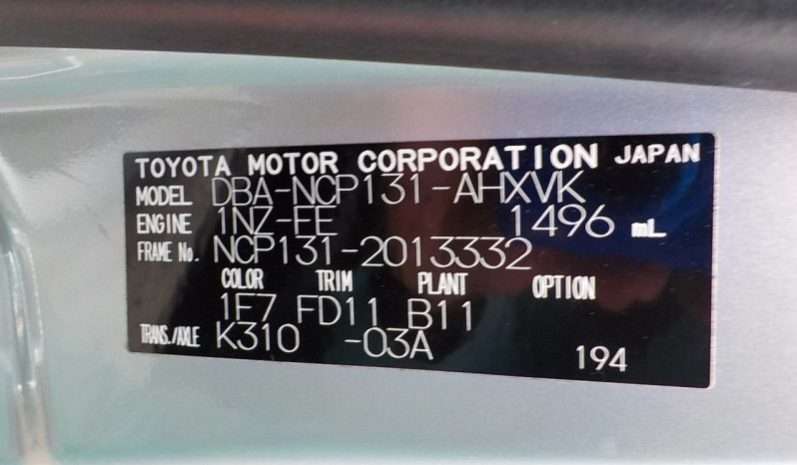 TOYOTA MOTOR CORPORATION JAPAN
MODEL DBA-NCP131-AHXVK
ENGINE 1NZ-FE 1496 mL
FRAME No. NCP131-2013332
COLOR TRIM PLANT OPTION
1F7 FD11 B11
TRANS./AXLE K310 -03A
194